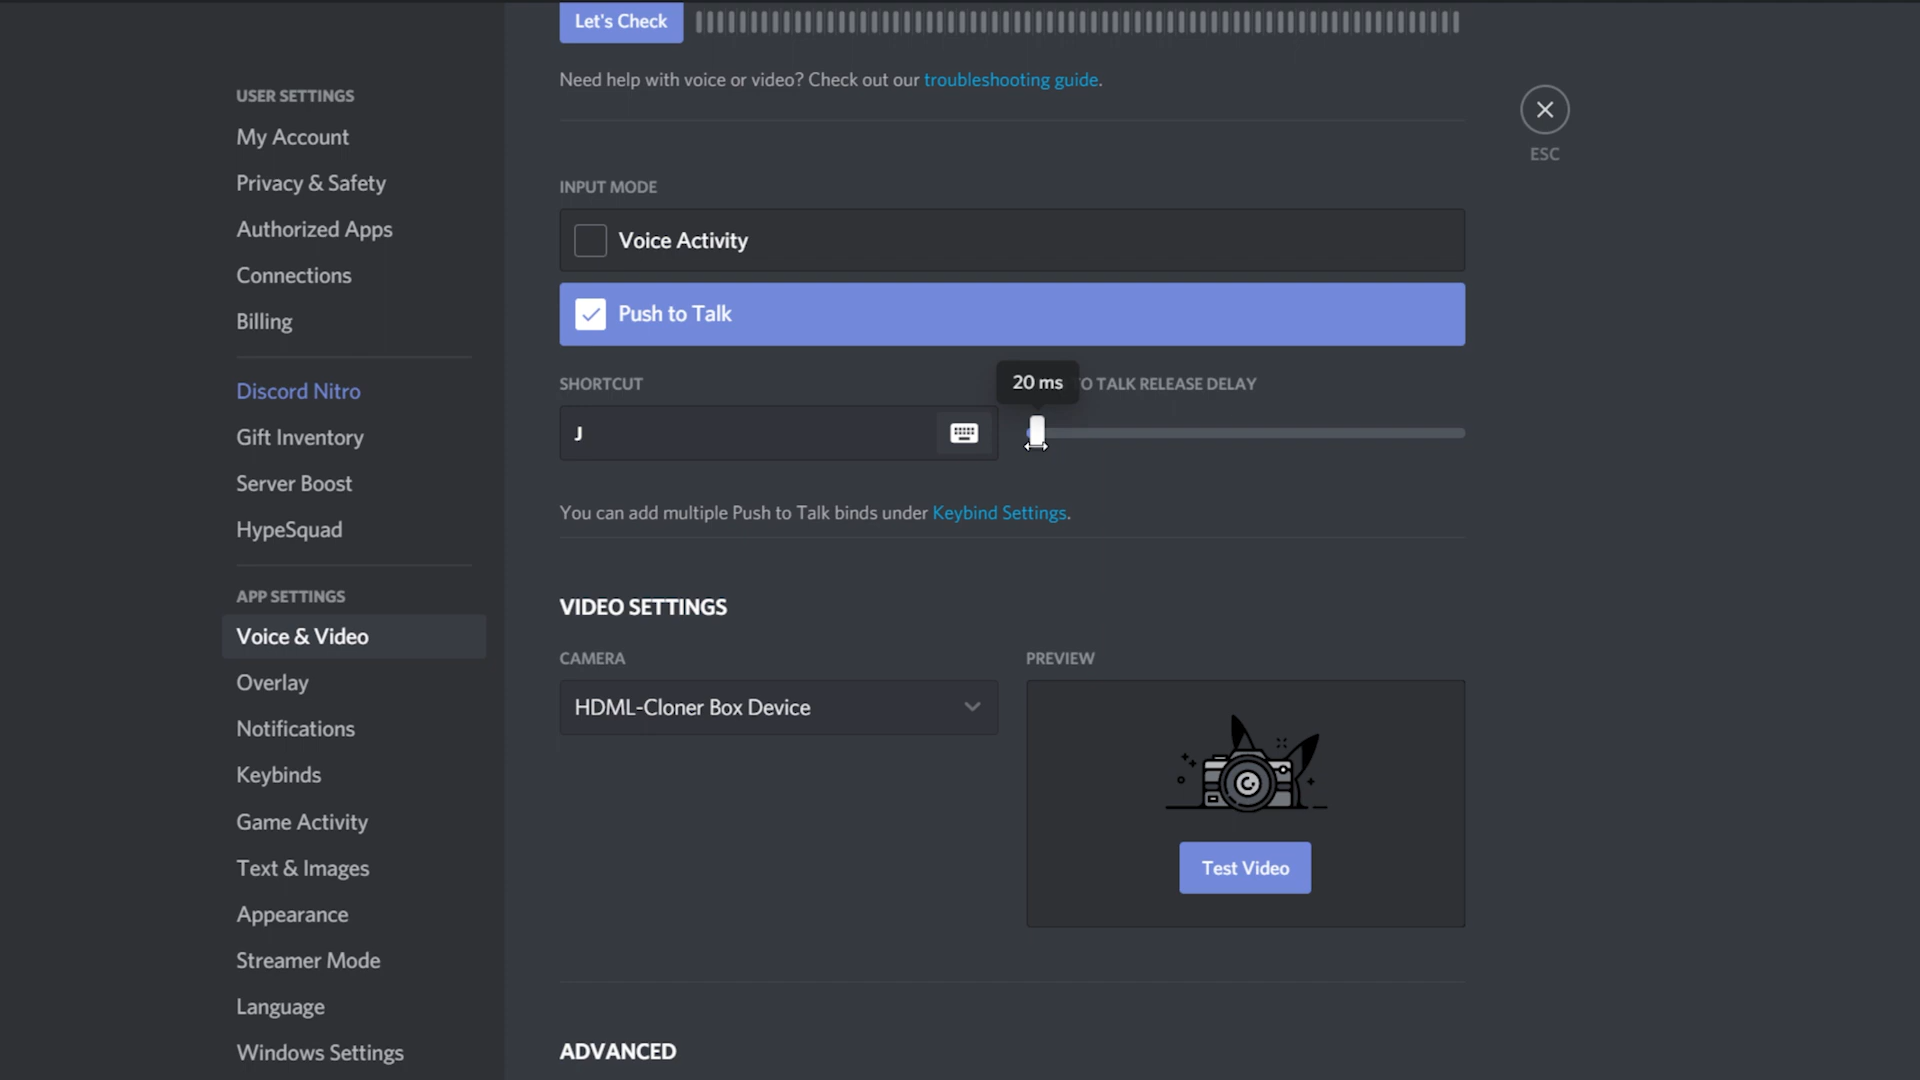 Let's Check
Need help with voice or video? Check out our troubleshooting guide.
ESC
USER SETTINGS
My Account
Privacy & Safety
Authorized Apps
Connections
Billing
Discord Nitro
Gift Inventory
Server Boost
HypeSquad
APP SETTINGS
Voice & Video
Overlay
Notifications
Keybinds
Game Activity
Text & Images
Appearance
Streamer Mode
Language
Windows Settings
INPUT MODE
Voice Activity
Push to Talk
SHORTCUT
J
20 ms
O TALK RELEASE DELAY
You can add multiple Push to Talk binds under Keybind Settings.
VIDEO SETTINGS
CAMERA
HDML-Cloner Box Device
PREVIEW
Test Video
ADVANCED